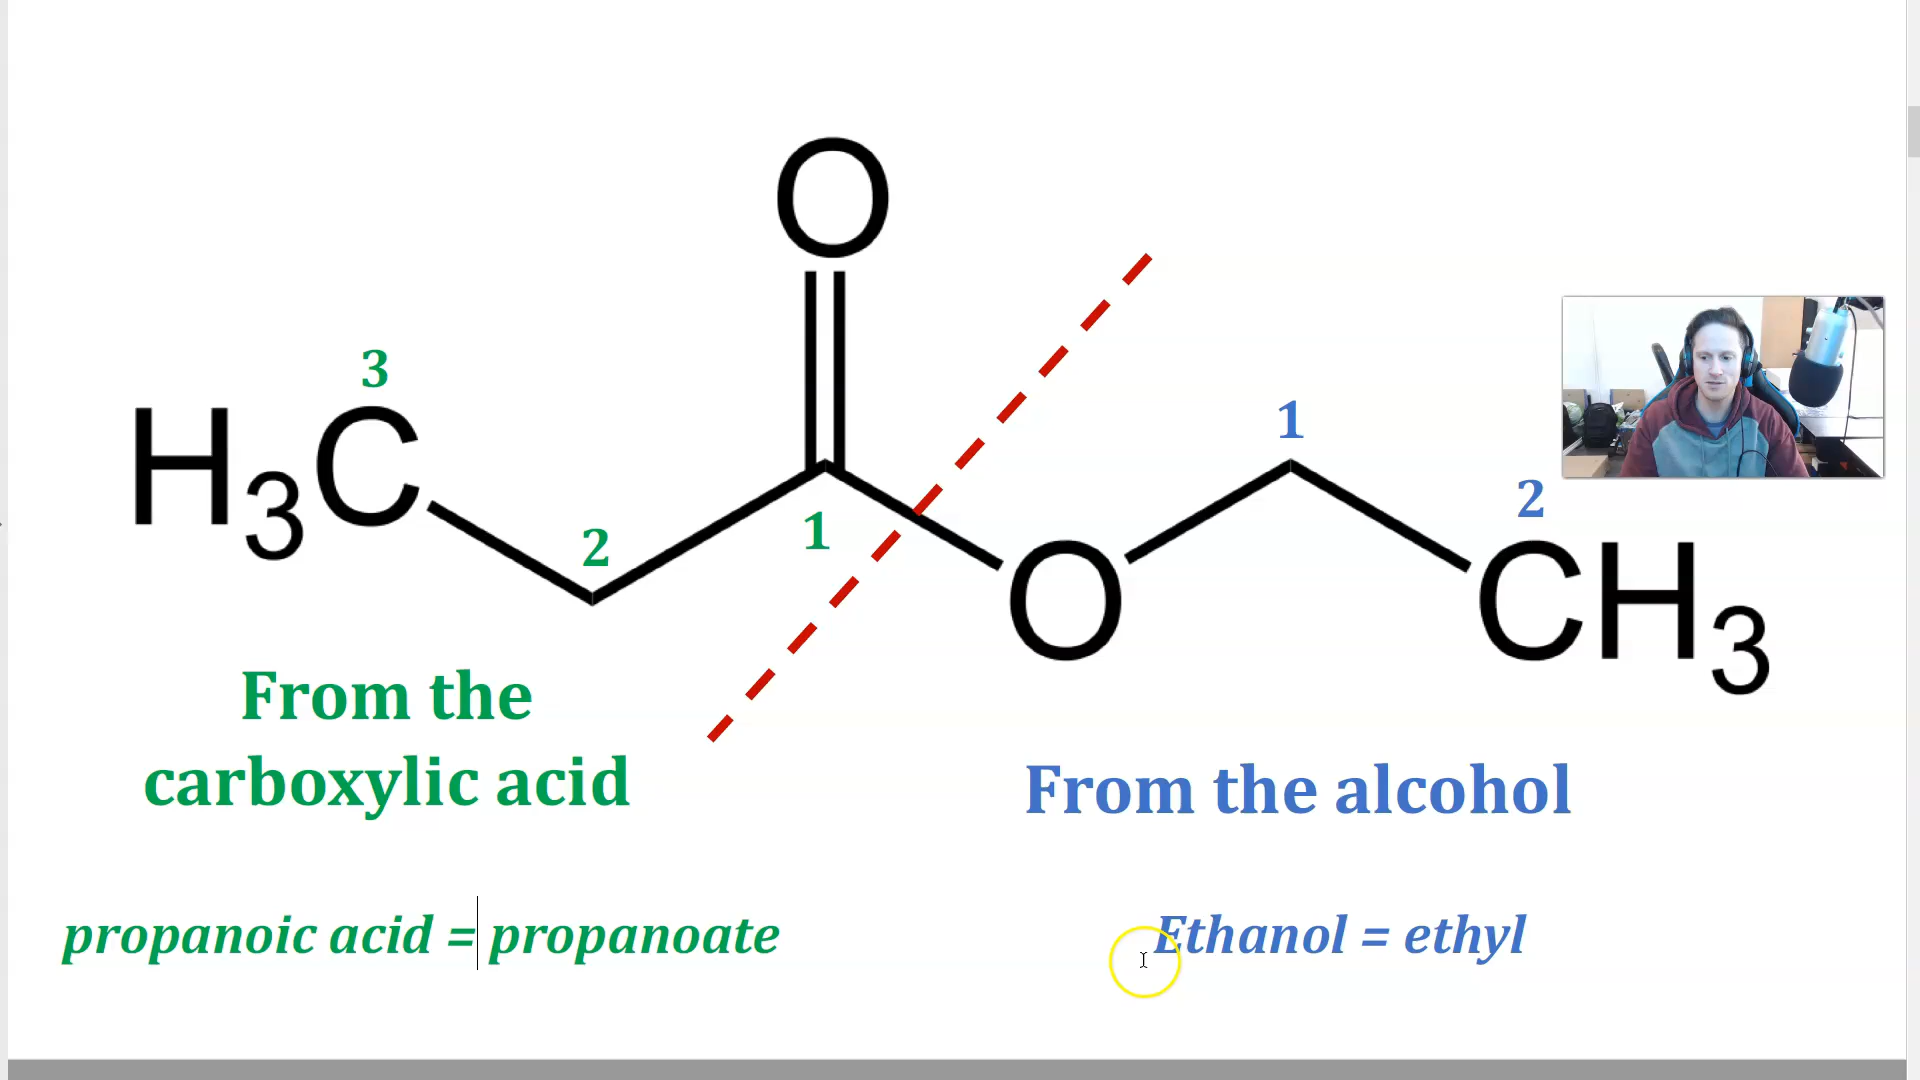 O
3
H3C
2
1
O
1
2
CH3
From the
carboxylic acid
From the alcohol
propanoic acid = propanoate
Ethanol = ethyl